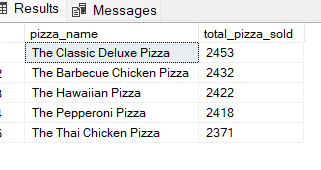 Results Messages
pizza_name total_pizza_sold
The Classic Deluxe Pizza 2453
2 The Barbecue Chicken Pizza 2432
3 The Hawaiian Pizza 2422
4 The Pepperoni Pizza 2418
5 The Thai Chicken Pizza 2371